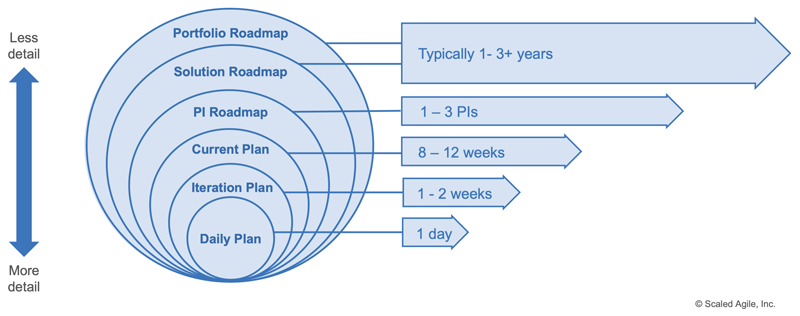 Less
detail
Portfolio Roadmap
Solution Roadmap
Typically 1- 3+ years
PI Roadmap
1 – 3 PIs
Current Plan
8 – 12 weeks
Iteration Plan
1 - 2 weeks
Daily Plan
1 day
More
detail
© Scaled Agile, Inc.